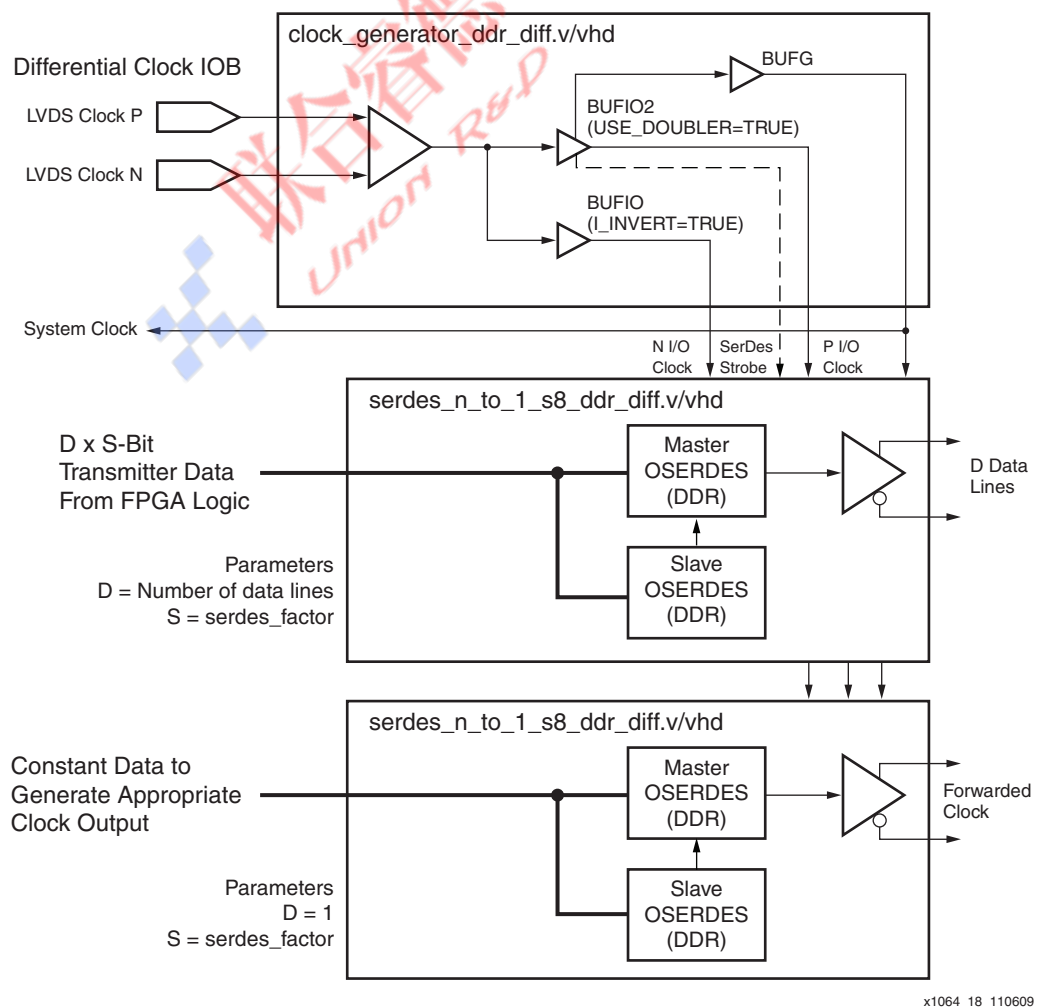 clock_generator_ddr_diff.v/vhd
Differential Clock IOB
LVDS Clock P
LVDS Clock N
BUFG
BUFIO2
(USE_DOUBLER=TRUE)
BUFIO
(I_INVERT=TRUE)
联合睿德
UNION R&D
System Clock
N I/O
Clock
SerDes
Strobe
P I/O
Clock
serdes_n_to_1_s8_ddr_diff.v/vhd
D x S-Bit
Transmitter Data
From FPGA Logic
Master
OSERDES
(DDR)
D Data
Lines
Parameters
D = Number of data lines
S = serdes_factor
Slave
OSERDES
(DDR)
serdes_n_to_1_s8_ddr_diff.v/vhd
Constant Data to
Generate Appropriate
Clock Output
Master
OSERDES
(DDR)
Forwarded
Clock
Parameters
D = 1
S = serdes_factor
Slave
OSERDES
(DDR)
x1064_18_110609